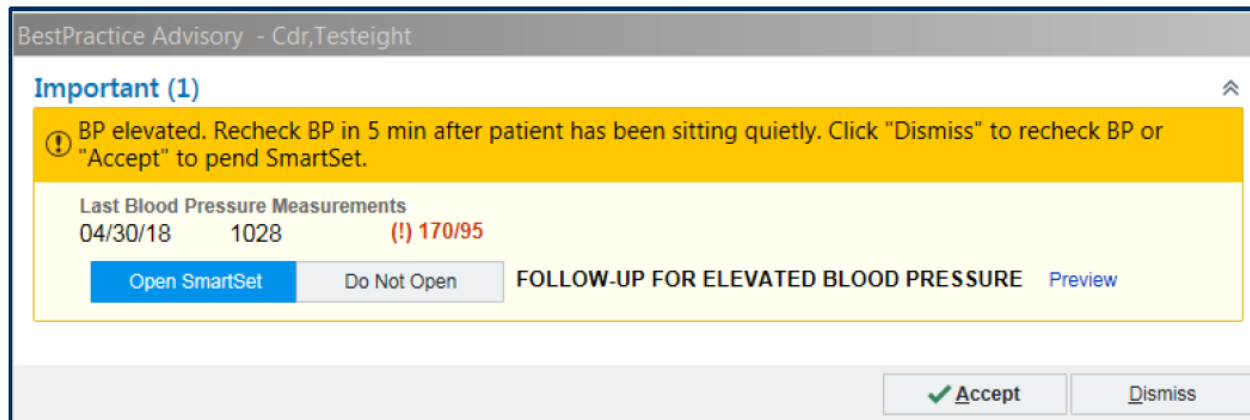 BestPractice Advisory - Cdr,Testeight
Important (1)
BP elevated. Recheck BP in 5 min after patient has been sitting quietly. Click "Dismiss" to recheck BP or
"Accept" to pend SmartSet.
Last Blood Pressure Measurements
04/30/18 1028 (!) 170/95
Open SmartSet Do Not Open FOLLOW-UP FOR ELEVATED BLOOD PRESSURE Preview
Accept Dismiss